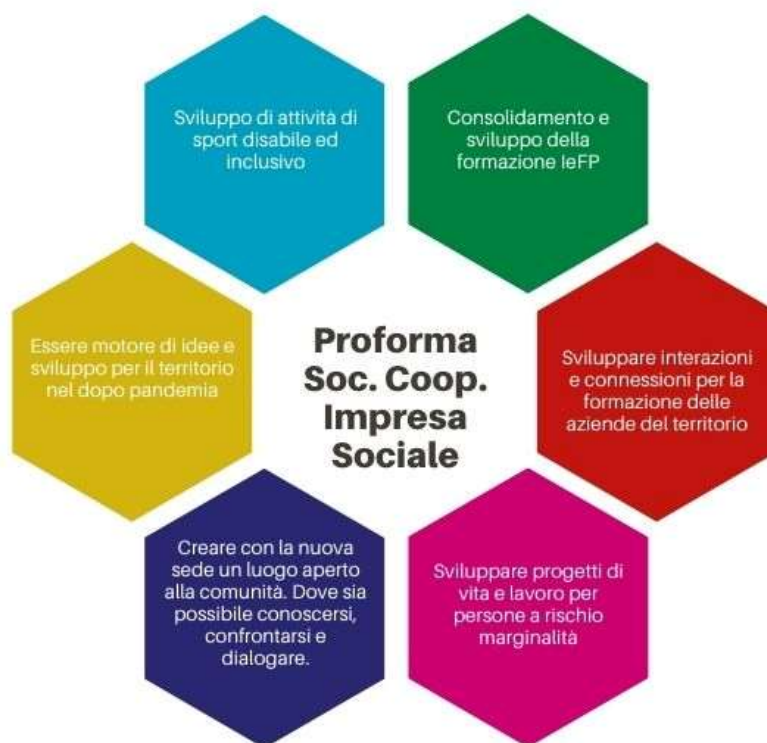 Sviluppo di attività di
sport disabile ed
inclusivo
Consolidamento e
sviluppo della
formazione IeFP
Essere motore di idee e
sviluppo per il territorio
nel dopo pandemia
Proforma
Soc. Coop.
Impresa
Sociale
Sviluppare interazioni
e connessioni per la
formazione delle
aziende del territorio
Creare con la nuova
sede un luogo aperto
alla comunità. Dove sia
possibile conoscersi,
confrontarsi e
dialogare.
Sviluppare progetti di
vita e lavoro per
persone a rischio
marginalità